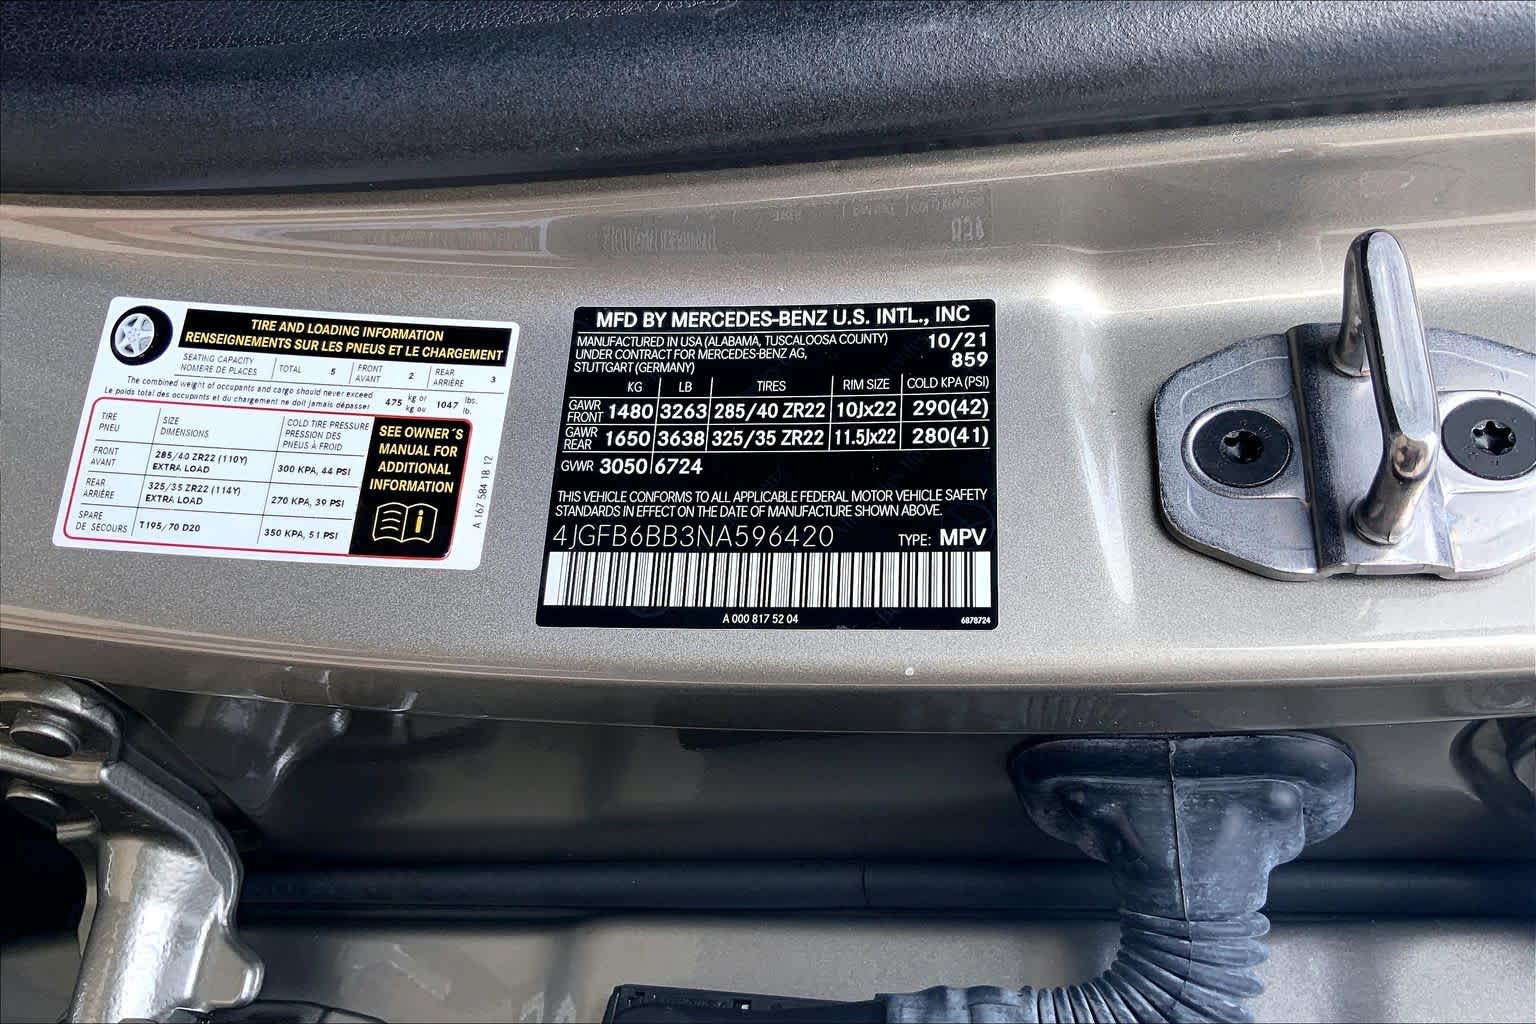 TIRE AND LOADING INFORMATION
RENSEIGNEMENTS SUR LES PNEUS ET LE CHARGEMENT
SEATING CAPACITY
NOMBRE DE PLACES
TOTAL 5
FRONT
AVANT
2
REAR
ARRIÈRE
3
The combined weight of occupants and cargo should never exceed
Le poids total des occupants et du chargement ne doit jamais dépasser
475 kg or
kg ou
1047 lbs.
lb.
TIRE
PNEU
SIZE
DIMENSIONS
COLD TIRE PRESSURE
PRESSION DES
PNEUS À FROID
FRONT
AVANT
285/40 ZR22 (110Y)
EXTRA LOAD
300 KPA, 44 PSI
REAR
ARRIÈRE
325/35 ZR22 (114Y)
EXTRA LOAD
270 KPA, 39 PSI
SPARE
DE SECOURS
T195/70 D20
350 KPA, 51 PSI
SEE OWNER´S
MANUAL FOR
ADDITIONAL
INFORMATION
A 167 584 18 12
MFD BY MERCEDES-BENZ U.S. INTL., INC
MANUFACTURED IN USA (ALABAMA, TUSCALOOSA COUNTY)
UNDER CONTRACT FOR MERCEDES-BENZ AG,
STUTTGART (GERMANY)
10/21
859
KG LB TIRES RIM SIZE COLD KPA (PSI)
GAWR
FRONT
1480 3263 285/40 ZR22 10Jx22 290(42)
GAWR
REAR
1650 3638 325/35 ZR22 11.5Jx22 280(41)
GVWR 3050 6724
THIS VEHICLE CONFORMS TO ALL APPLICABLE FEDERAL MOTOR VEHICLE SAFETY
STANDARDS IN EFFECT ON THE DATE OF MANUFACTURE SHOWN ABOVE.
4JGFB6BB3NA596420 TYPE: MPV
A 000 817 52 04
6878724